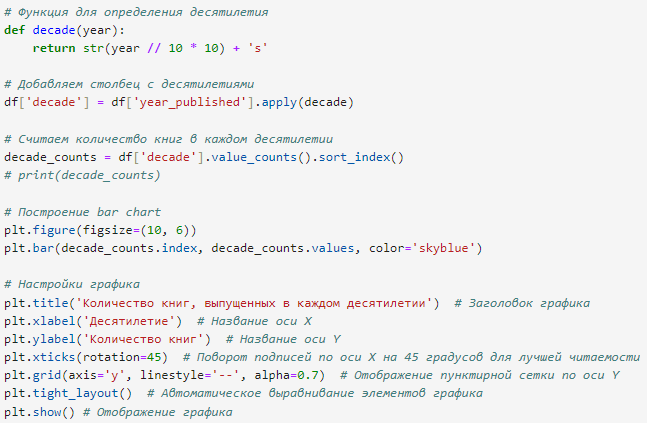 # Функция для определения десятилетия
def decade(year):
    return str(year // 10 * 10) + 's'

# Добавляем столбец с десятилетиями
df['decade'] = df['year_published'].apply(decade)

# Считаем количество книг в каждом десятилетии
decade_counts = df['decade'].value_counts().sort_index()
# print(decade_counts)

# Построение bar chart
plt.figure(figsize=(10, 6))
plt.bar(decade_counts.index, decade_counts.values, color='skyblue')

# Настройки графика
plt.title('Количество книг, выпущенных в каждом десятилетии')  # Заголовок графика
plt.xlabel('Десятилетие')  # Название оси X
plt.ylabel('Количество книг')  # Название оси Y
plt.xticks(rotation=45)  # Поворот подписей по оси X на 45 градусов для лучшей читаемости
plt.grid(axis='y', linestyle='--', alpha=0.7)  # Отображение пунктирной сетки по оси Y
plt.tight_layout()  # Автоматическое выравнивание элементов графика
plt.show() # Отображение графика